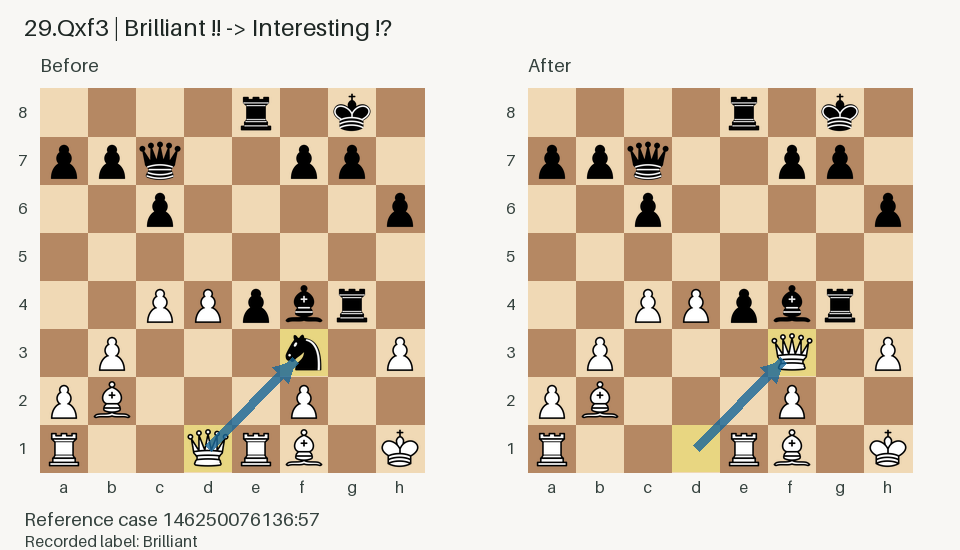 29.Qxf3 | Brilliant !! -> Interesting !?
Before
After
8 8
7 7
6 6
5 5
4 4
3 3
2 2
1 1
a b c d e f g h a b c d e f g h
Reference case 146250076136:57
Recorded label: Brilliant